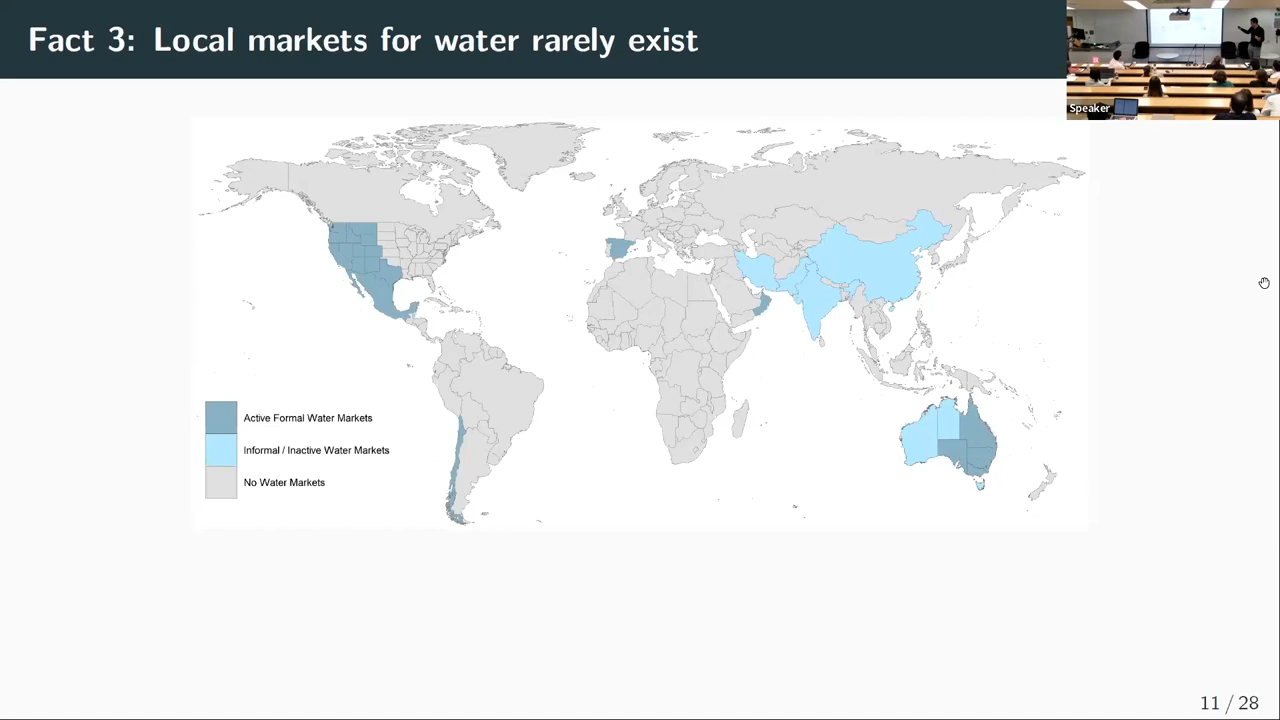 Fact 3: Local markets for water rarely exist
Speaker
Active Formal Water Markets
Informal / Inactive Water Markets
No Water Markets
11 / 28